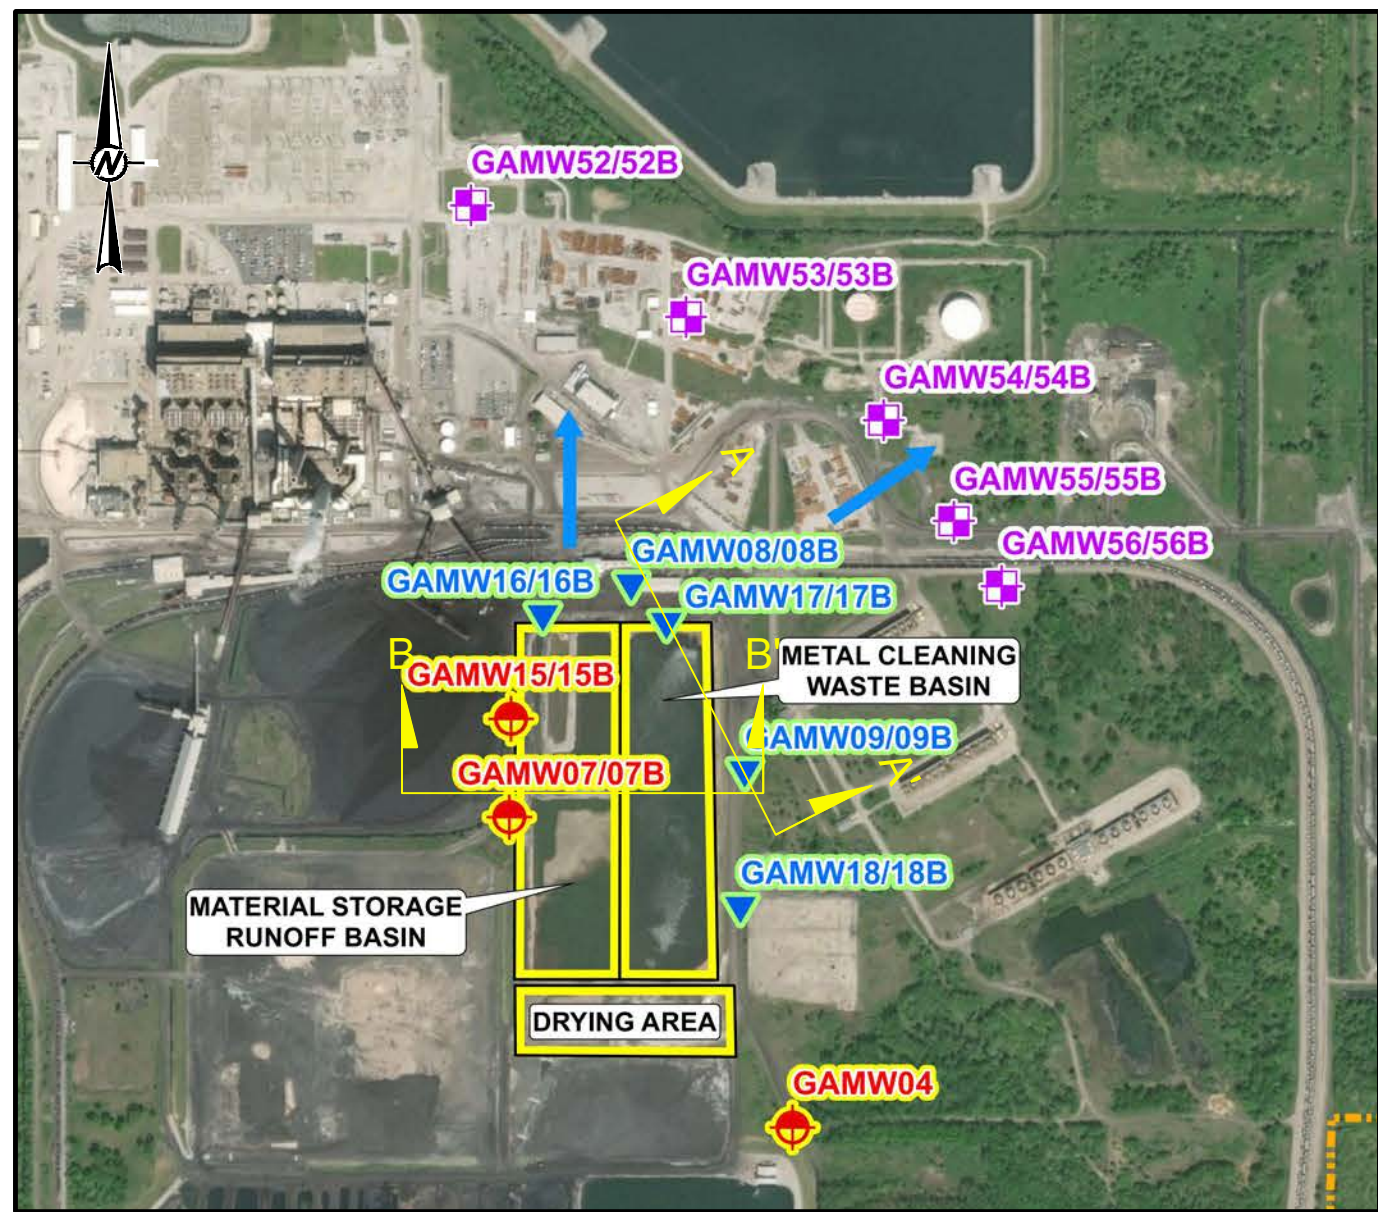 N
GAMW52/52B
GAMW53/53B
GAMW54/54B
A
GAMW55/55B
GAMW56/56B
GAMW08/08B
GAMW16/16B
GAMW17/17B
B
B'
METAL CLEANING
WASTE BASIN
GAMW15/15B
GAMW09/09B
GAMW07/07B
A'
GAMW18/18B
MATERIAL STORAGE
RUNOFF BASIN
DRYING AREA
GAMW04